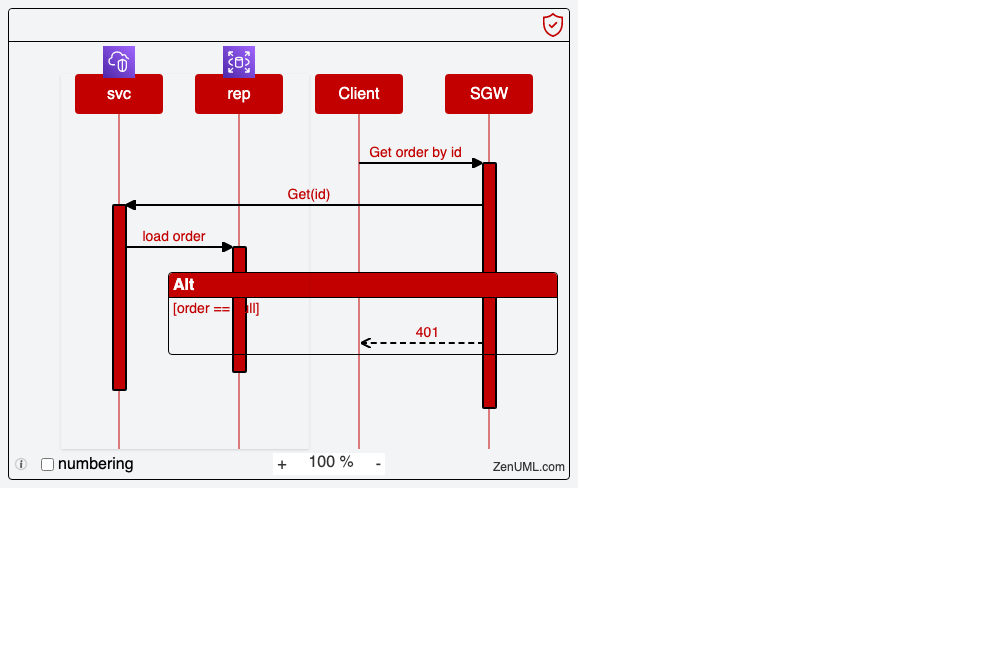 svc
rep
Client
SGW
Get order by id
Get(id)
load order
Alt
[order == ll]
401
numbering
+ 100 % -
ZenUML.com